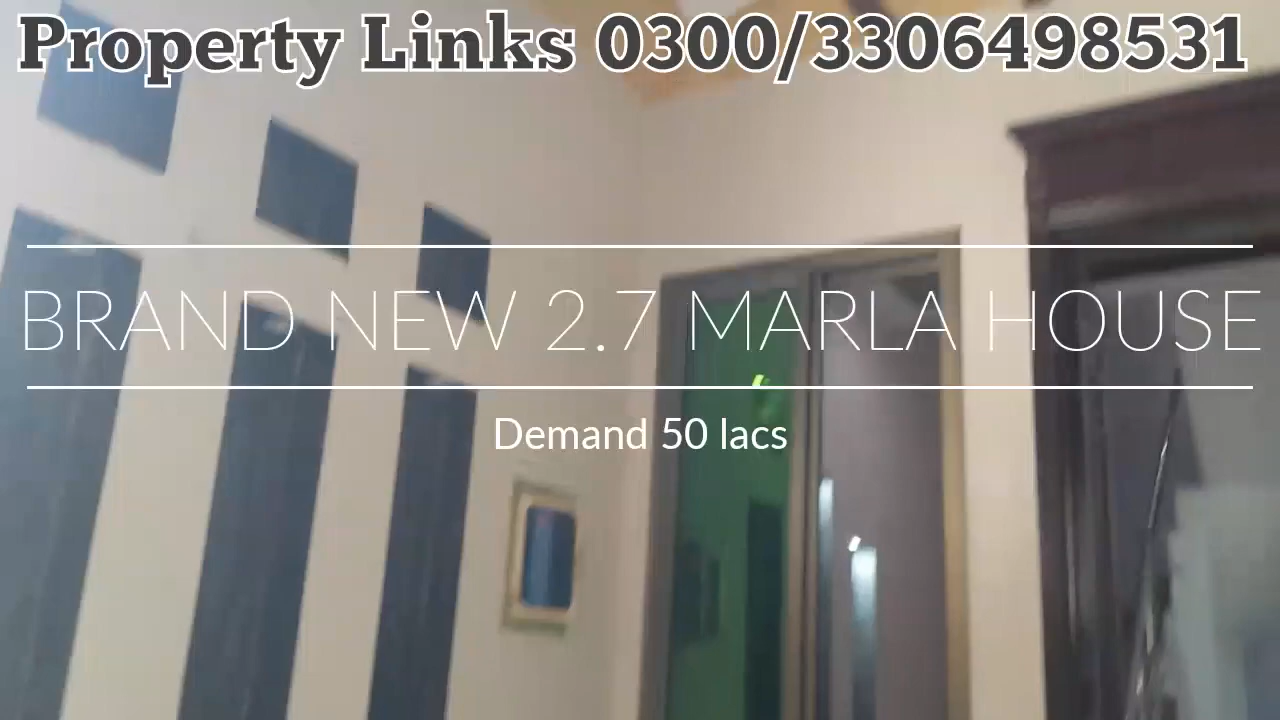 Property Links 0300/3306498531
BRAND NEW 2.7 MARLA HOUSE
Demand 50 lacs